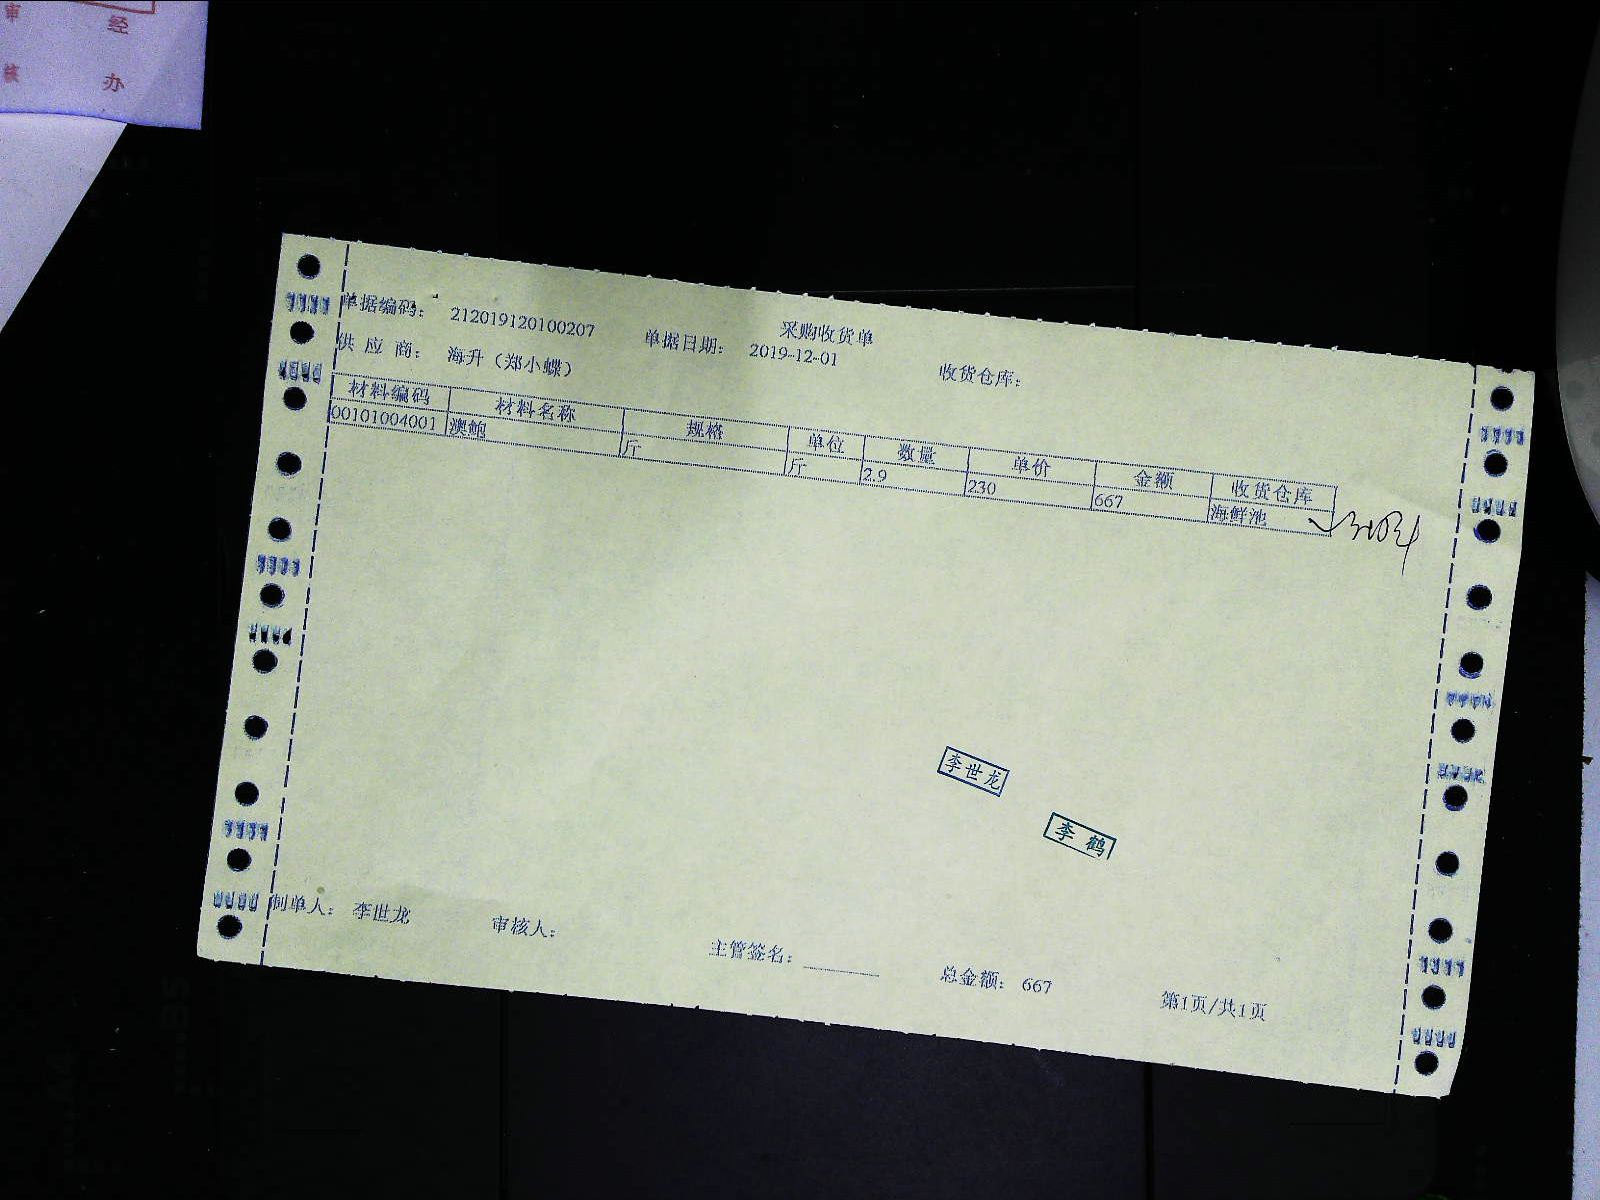 审 经
核 办
采购收货单
单据编码： 212019120100207 单据日期： 2019-12-01 收货仓库：
供 应 商： 海升（郑小蝶）
材料编码 材料名称 规格 单位 数量 单价 金额 收货仓库
00101004001 澳鲍 斤 斤 2.9 230 667 海鲜池
李世龙
李 鹤
制单人： 李世龙 审核人： 主管签名： 总金额： 667 第1页/共1页